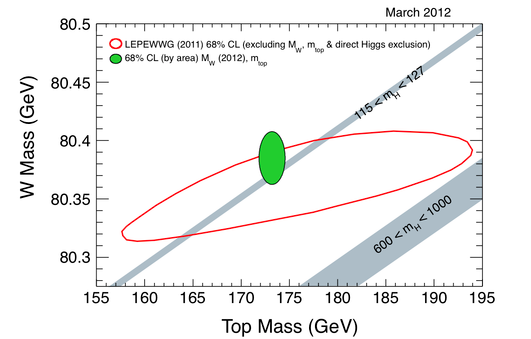 March 2012
80.5
LEPEWWG (2011) 68% CL (excluding M_W, m_top & direct Higgs exclusion)
68% CL (by area) M_W (2012), m_top
80.45
115 < m_H < 127
80.4
80.35
600 < m_H < 1000
80.3
W Mass (GeV)
155 160 165 170 175 180 185 190 195
Top Mass (GeV)